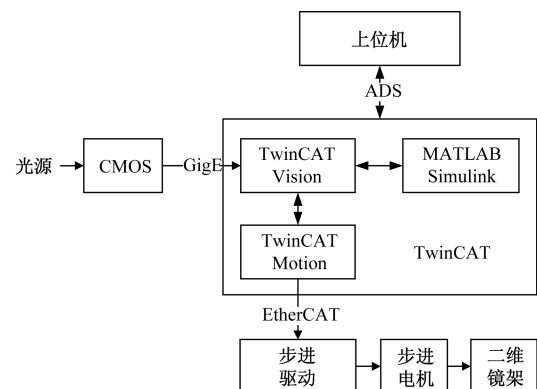 上位机
ADS
光源
CMOS
GigE
TwinCAT
Vision
MATLAB
Simulink
TwinCAT
Motion
TwinCAT
EtherCAT
步进
驱动
步进
电机
二维
镜架